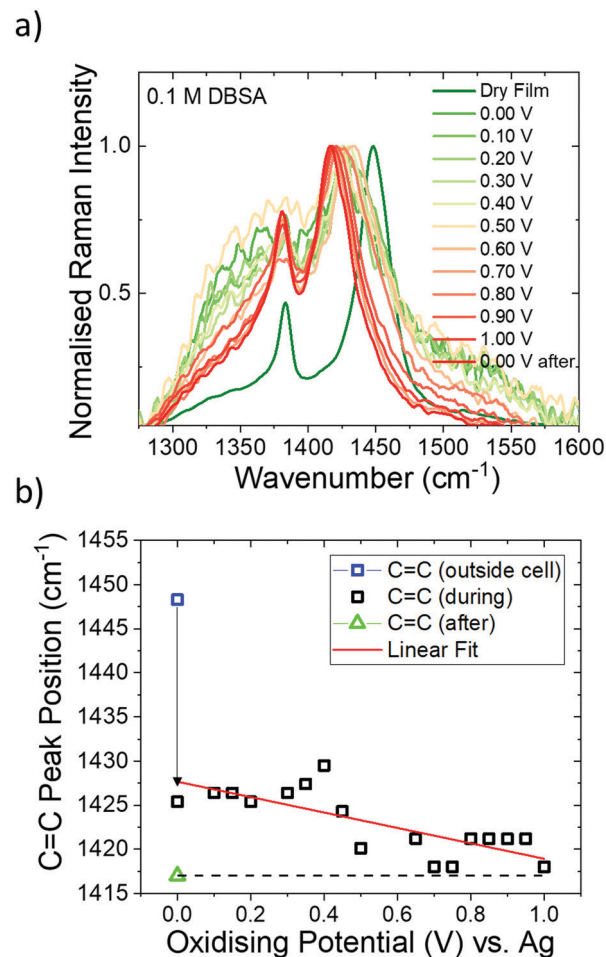 a)
0.1 M DBSA
Dry Film
0.00 V
0.10 V
0.20 V
0.30 V
0.40 V
0.50 V
0.60 V
0.70 V
0.80 V
0.90 V
1.00 V
0.00 V after
Normalised Raman Intensity
1.0
0.5
1300 1350 1400 1450 1500 1550 1600
Wavenumber (cm⁻¹)
b)
C=C Peak Position (cm⁻¹)
1455
1450
1445
1440
1435
1430
1425
1420
1415
C=C (outside cell)
C=C (during)
C=C (after)
Linear Fit
0.0 0.2 0.4 0.6 0.8 1.0
Oxidising Potential (V) vs. Ag